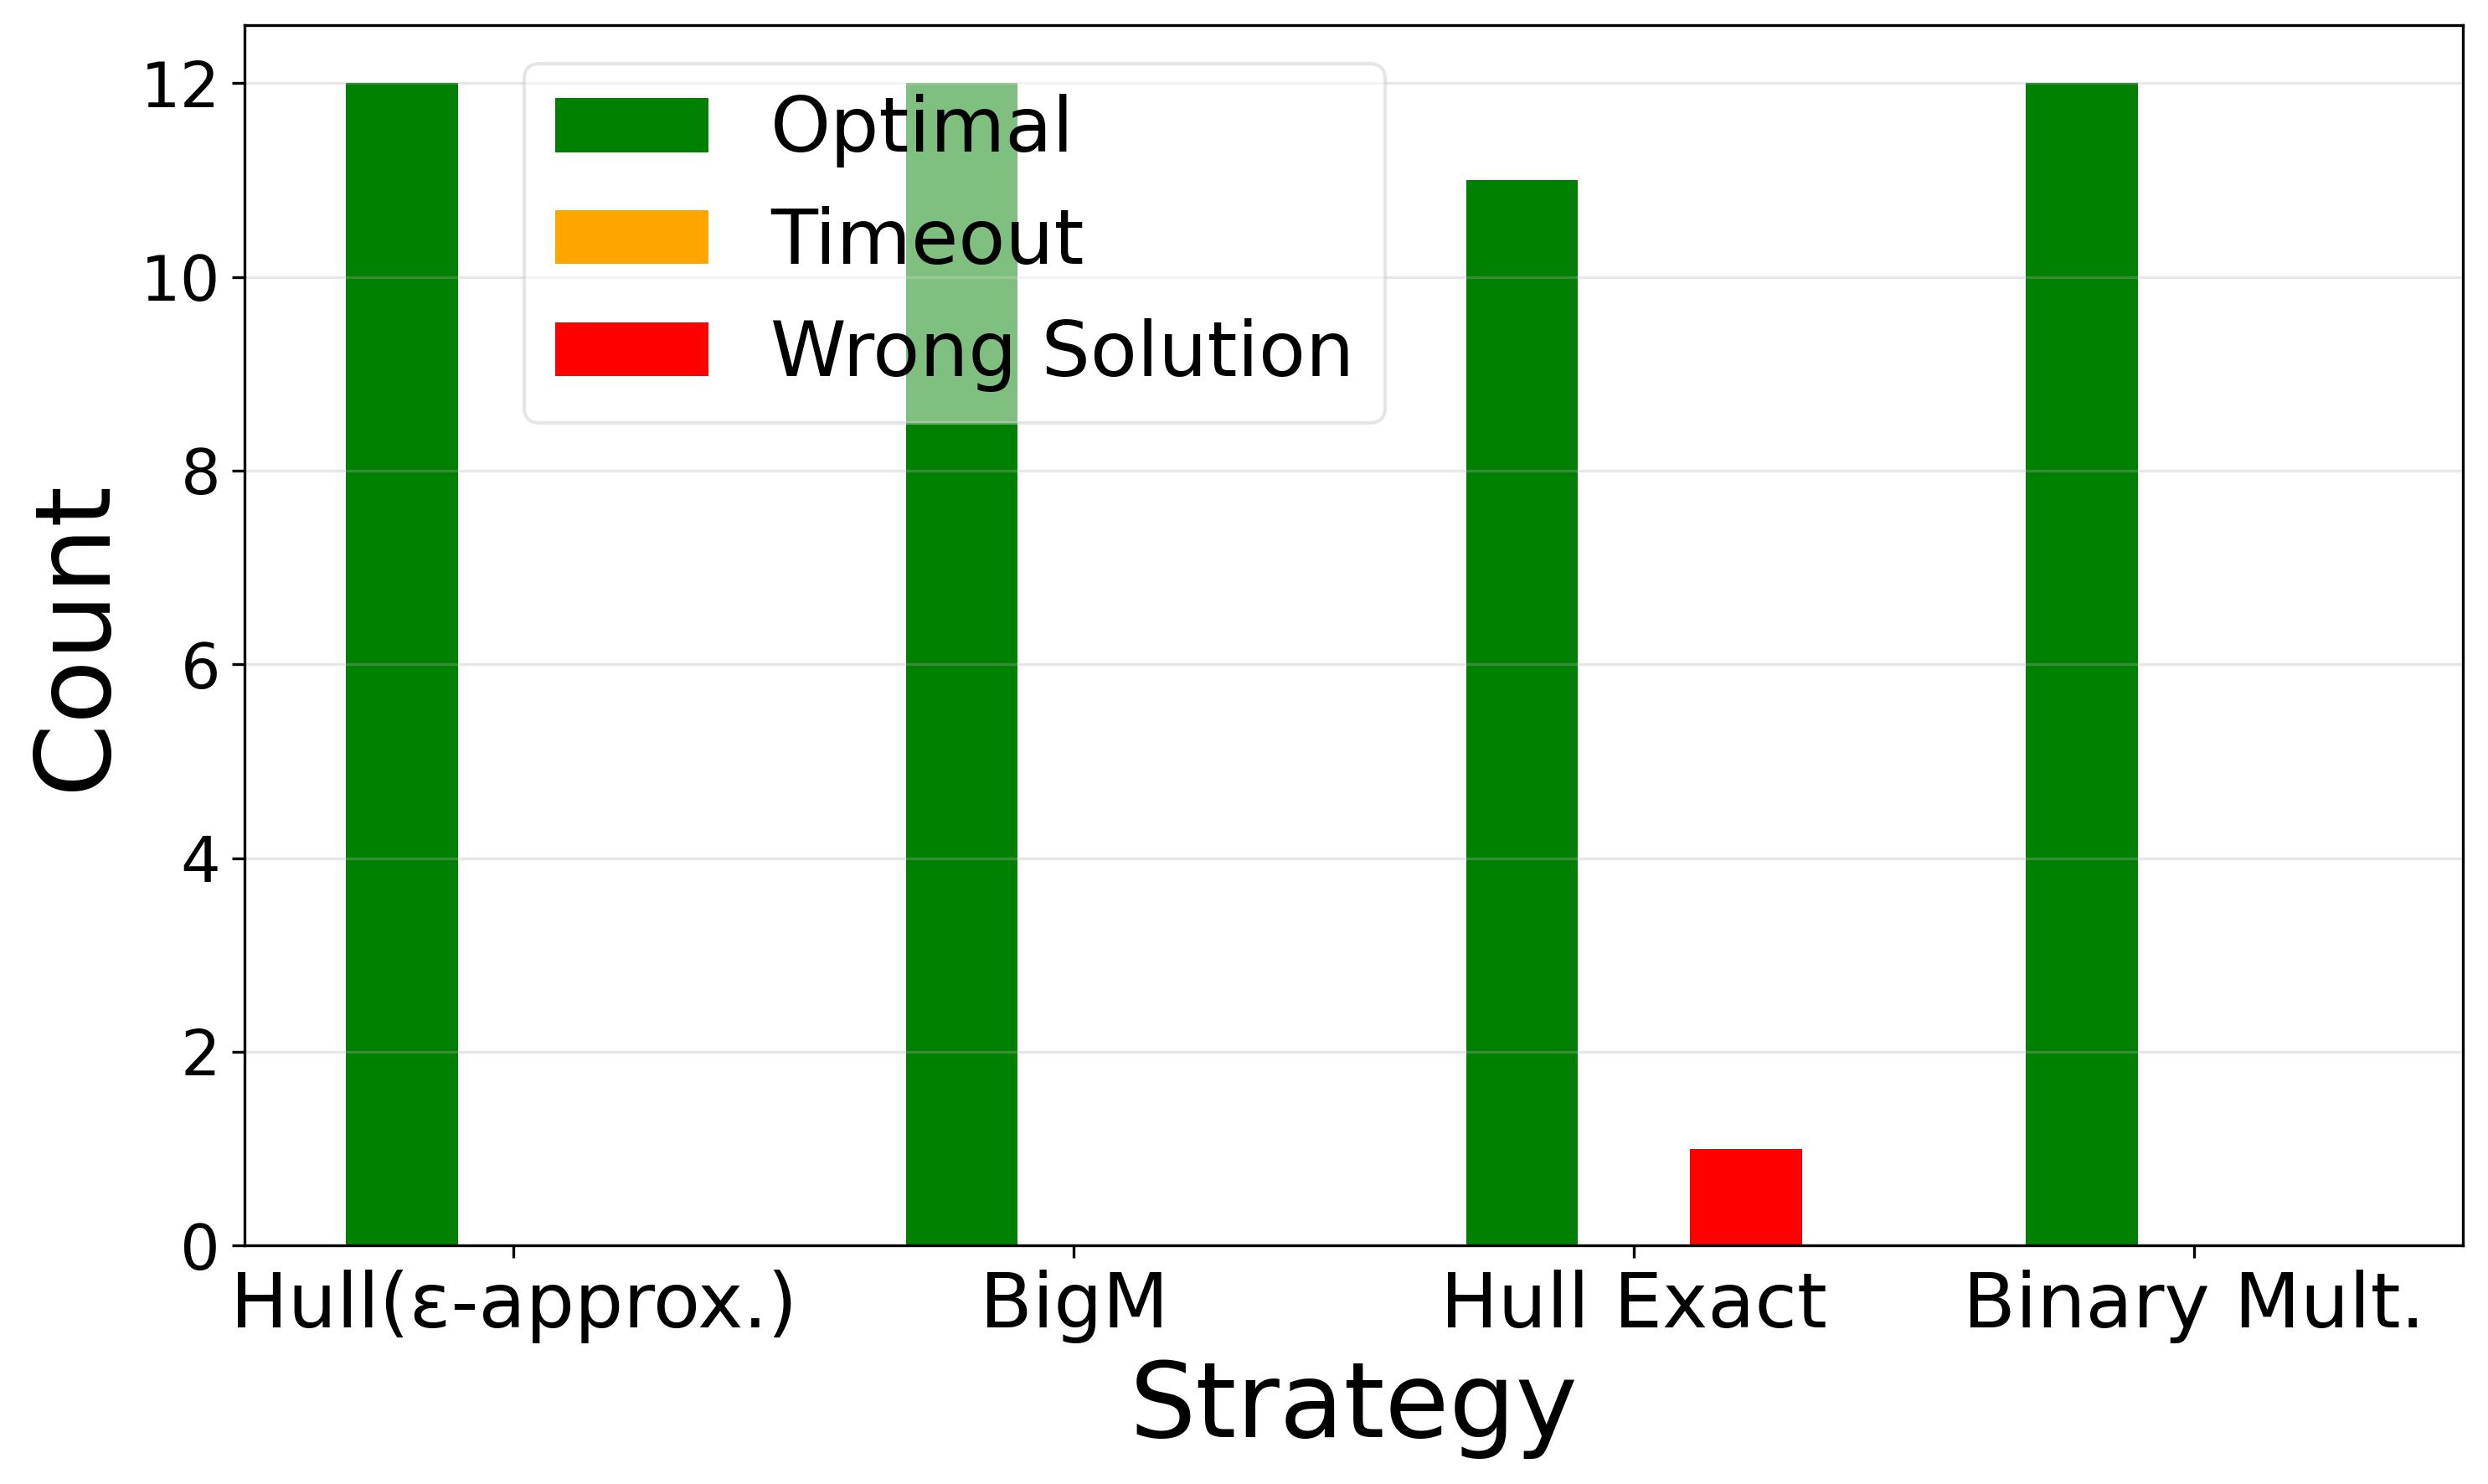 Count
12
10
8
6
4
2
0
Optimal
Timeout
Wrong Solution
Hull(ε-approx.)
BigM
Hull Exact
Binary Mult.
Strategy